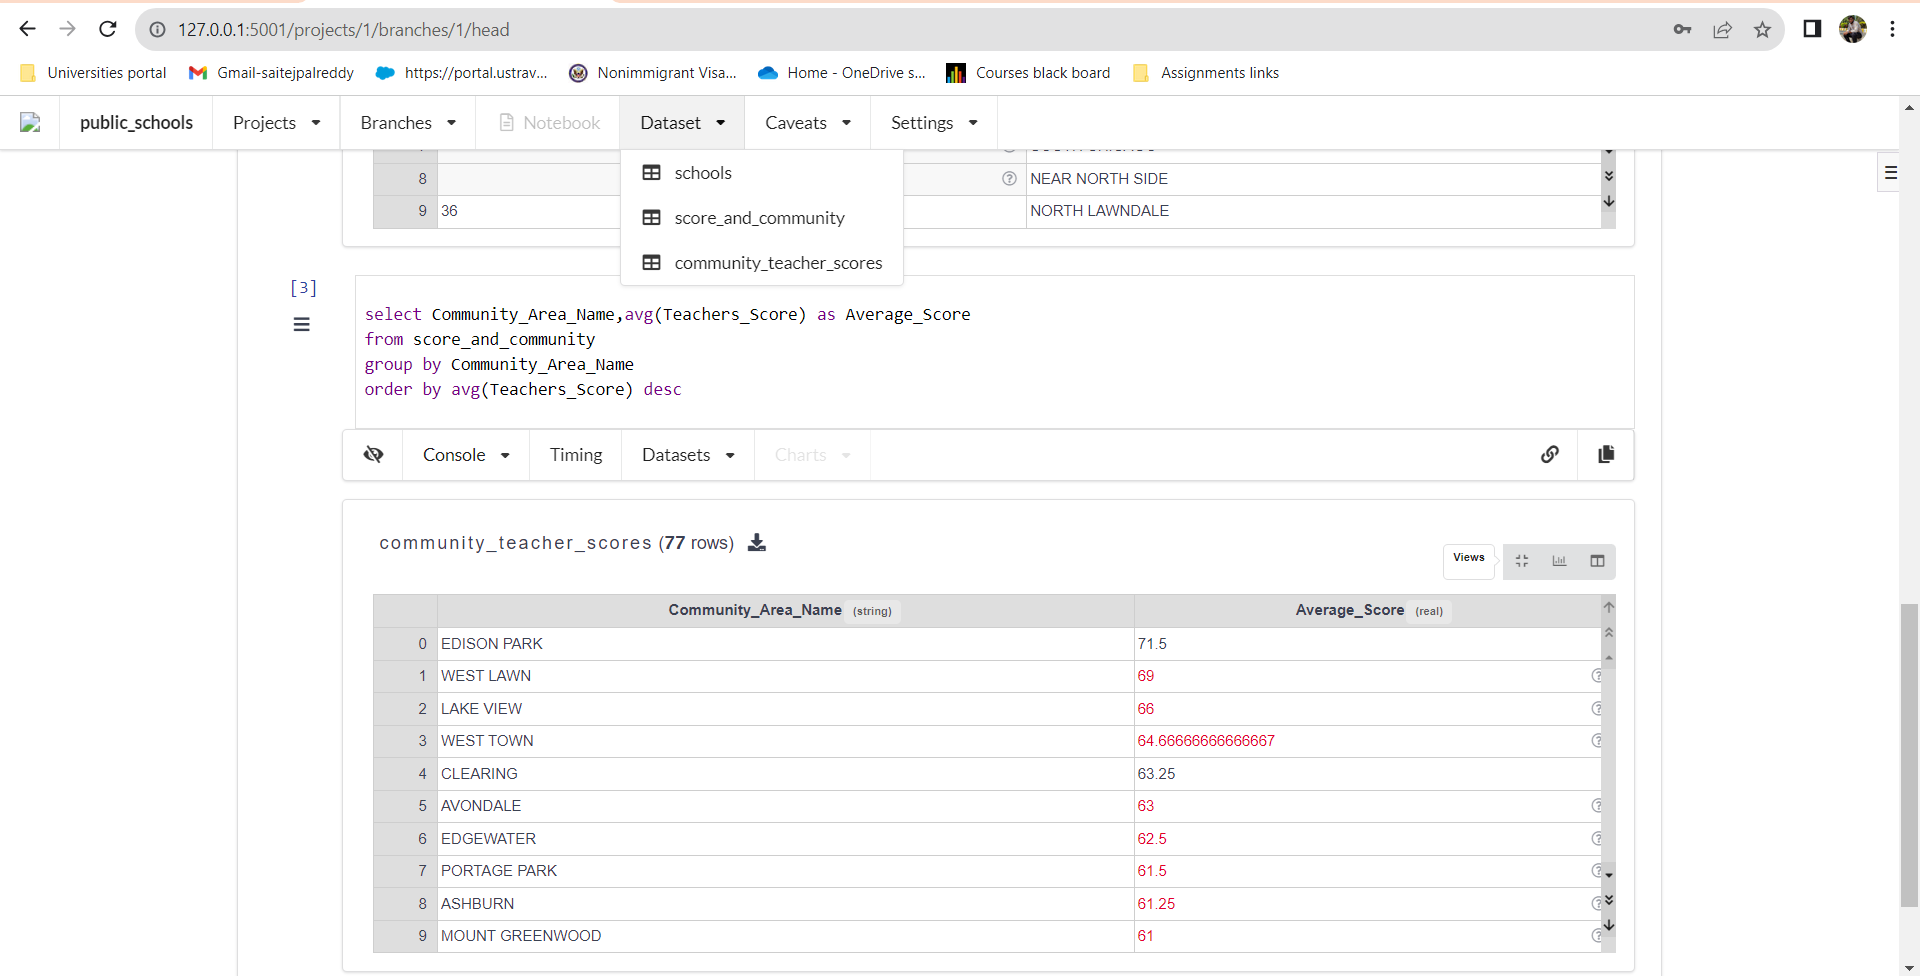 127.0.0.1:5001/projects/1/branches/1/head
Universities portal Gmail-saitejpalreddy https://portal.ustrav... Nonimmigrant Visa... Home - OneDrive s... Courses black board Assignments links
public_schools Projects Branches Notebook Dataset Caveats Settings
schools
score_and_community
community_teacher_scores
8 NEAR NORTH SIDE
9 36 NORTH LAWNDALE
[3]
select Community_Area_Name,avg(Teachers_Score) as Average_Score
from score_and_community
group by Community_Area_Name
order by avg(Teachers_Score) desc
Console Timing Datasets Charts
community_teacher_scores (77 rows)
Views
Community_Area_Name (string) Average_Score (real)
0 EDISON PARK 71.5
1 WEST LAWN 69
2 LAKE VIEW 66
3 WEST TOWN 64.66666666666667
4 CLEARING 63.25
5 AVONDALE 63
6 EDGEWATER 62.5
7 PORTAGE PARK 61.5
8 ASHBURN 61.25
9 MOUNT GREENWOOD 61